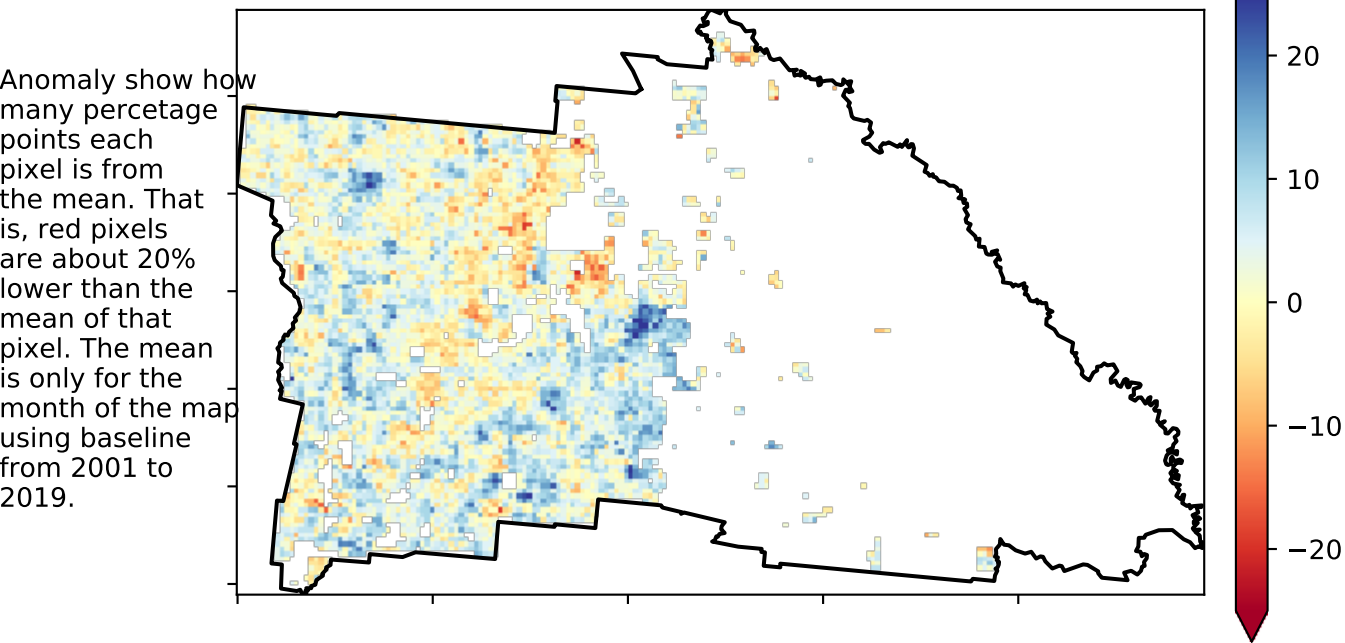 Anomaly show how
many percetage
points each
pixel is from
the mean. That
is, red pixels
are about 20%
lower than the
mean of that
pixel. The mean
is only for the
month of the map
using baseline
from 2001 to
2019.
20
10
0
−10
−20